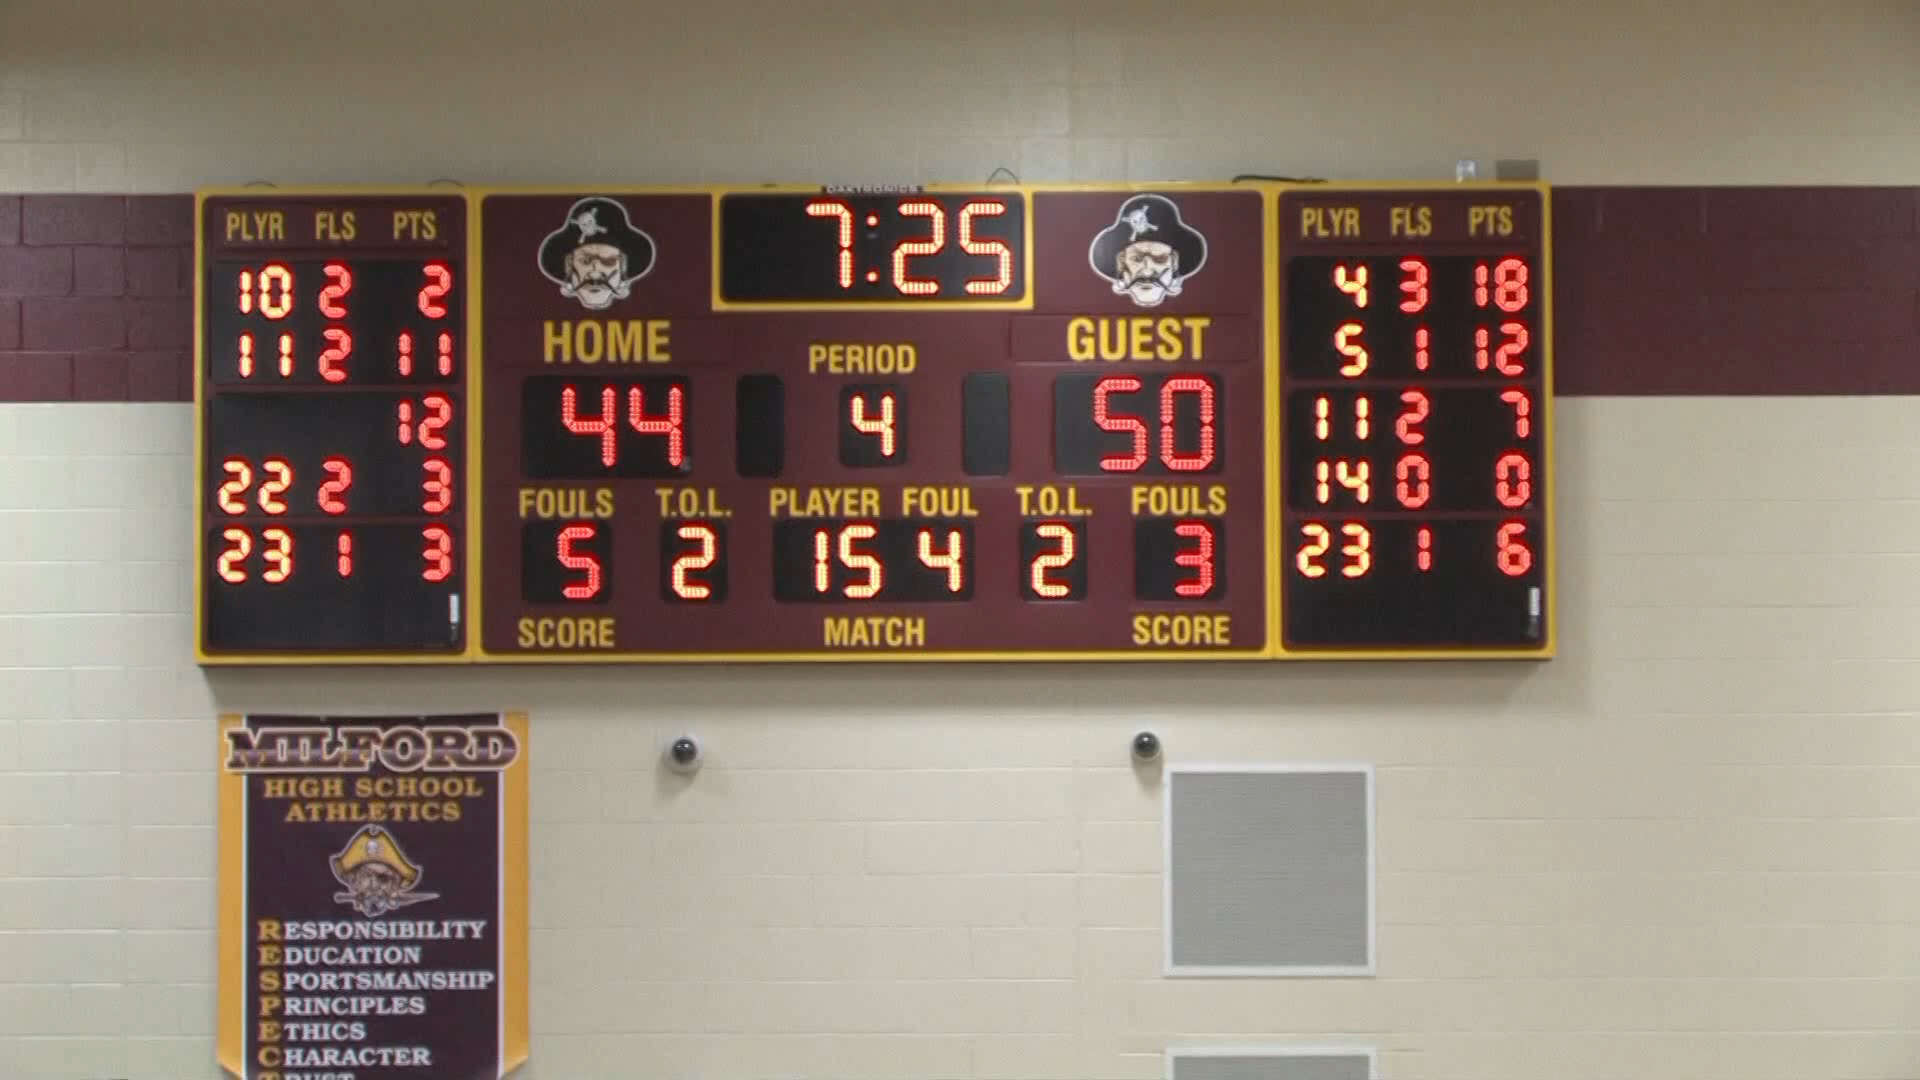 DAKTRONICS
PLYR FLS PTS
10 2 2
11 2 11
12
22 2 3
23 1 3
7:25
HOME
44
PERIOD
4
GUEST
50
FOULS T.O.L. PLAYER FOUL T.O.L. FOULS
5 2 15 4 2 3
SCORE MATCH SCORE
PLYR FLS PTS
4 3 18
5 1 12
11 2 7
14 0 0
23 1 6
MILFORD
HIGH SCHOOL
ATHLETICS
RESPONSIBILITY
EDUCATION
SPORTSMANSHIP
PRINCIPLES
ETHICS
CHARACTER
TRUST